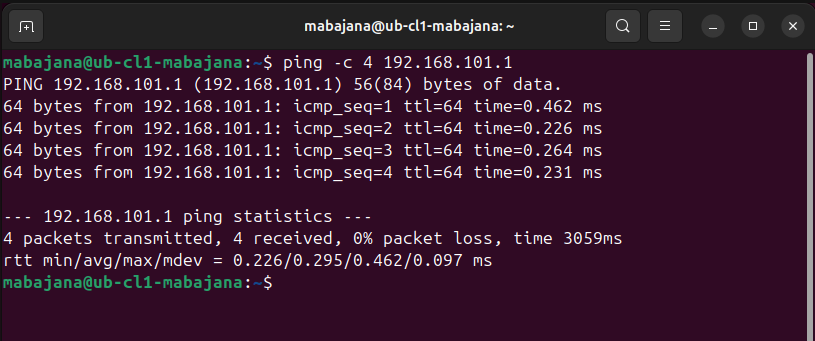 mabajana@ub-cl1-mabajana: ~
mabajana@ub-cl1-mabajana:~$ ping -c 4 192.168.101.1
PING 192.168.101.1 (192.168.101.1) 56(84) bytes of data.
64 bytes from 192.168.101.1: icmp_seq=1 ttl=64 time=0.462 ms
64 bytes from 192.168.101.1: icmp_seq=2 ttl=64 time=0.226 ms
64 bytes from 192.168.101.1: icmp_seq=3 ttl=64 time=0.264 ms
64 bytes from 192.168.101.1: icmp_seq=4 ttl=64 time=0.231 ms
--- 192.168.101.1 ping statistics ---
4 packets transmitted, 4 received, 0% packet loss, time 3059ms
rtt min/avg/max/mdev = 0.226/0.295/0.462/0.097 ms
mabajana@ub-cl1-mabajana:~$